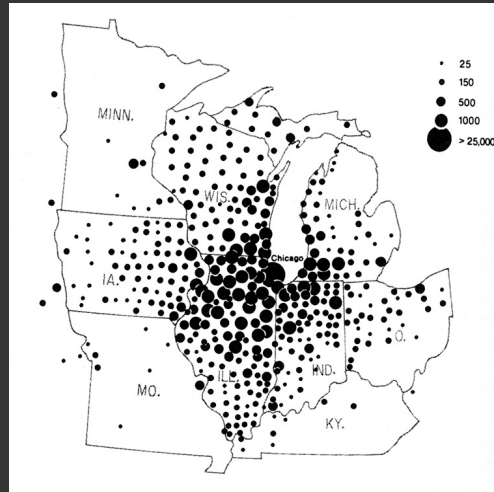 25
150
MINN.
500
1000
> 25,000
WIS.
MICH.
Chicago
IA.
O.
ILL.
IND.
MO.
KY.